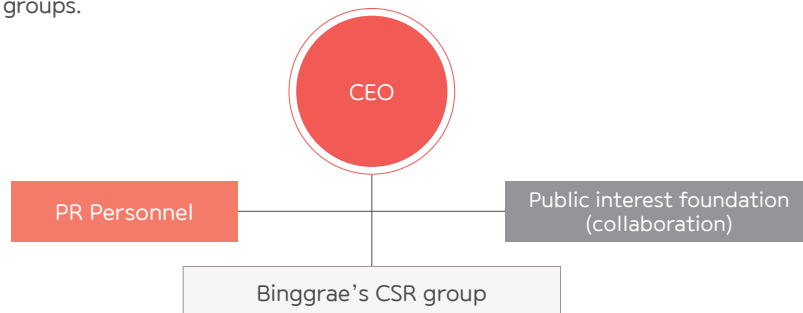 groups.
CEO
PR Personnel
Public interest foundation
(collaboration)
Binggrae’s CSR group